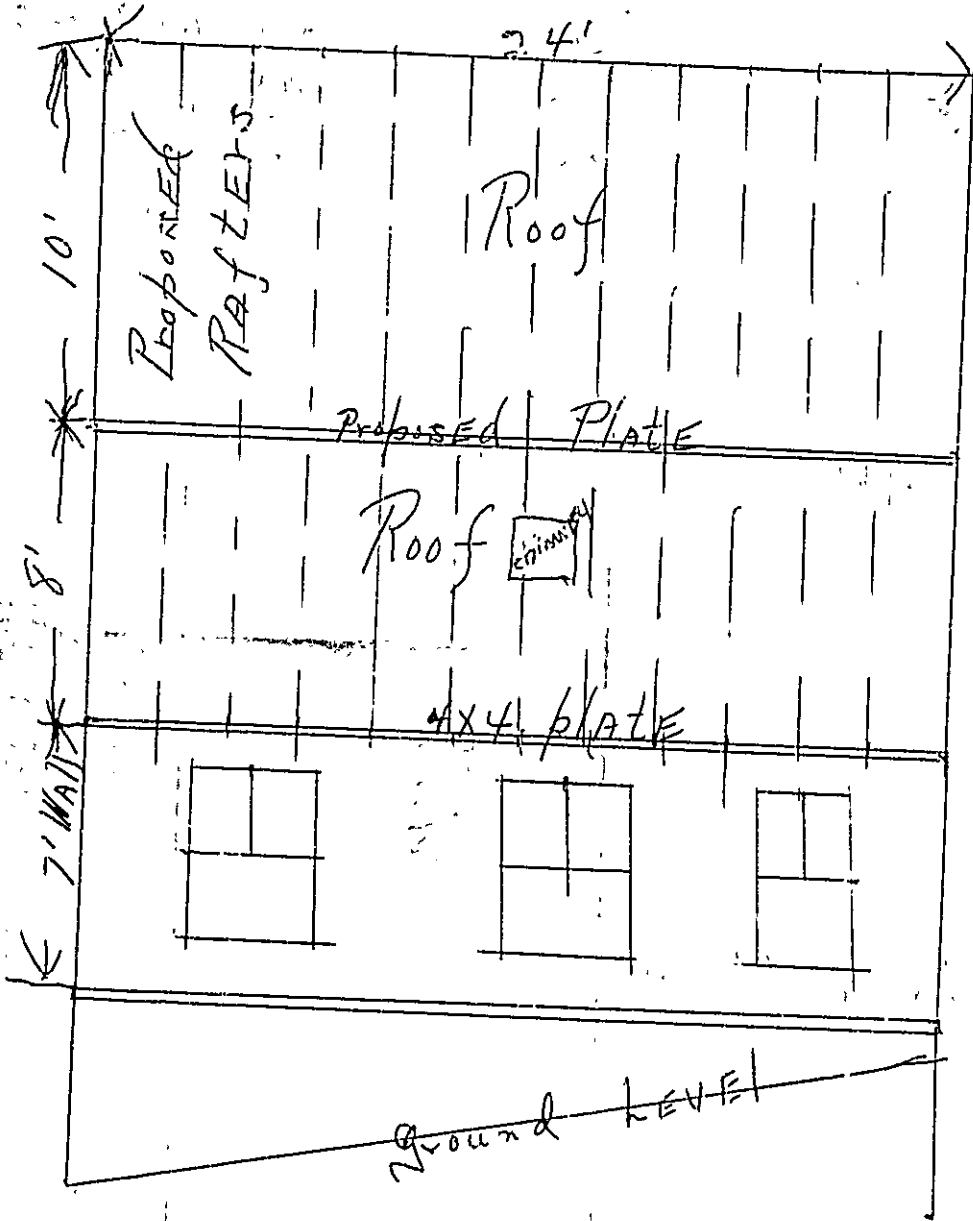 24'
10'
Proposed
RAftErs
Roof
ProposEd PlAtE
8'
Roof
chimney
4x4 plAtE
7' WAll
ground LEVEl